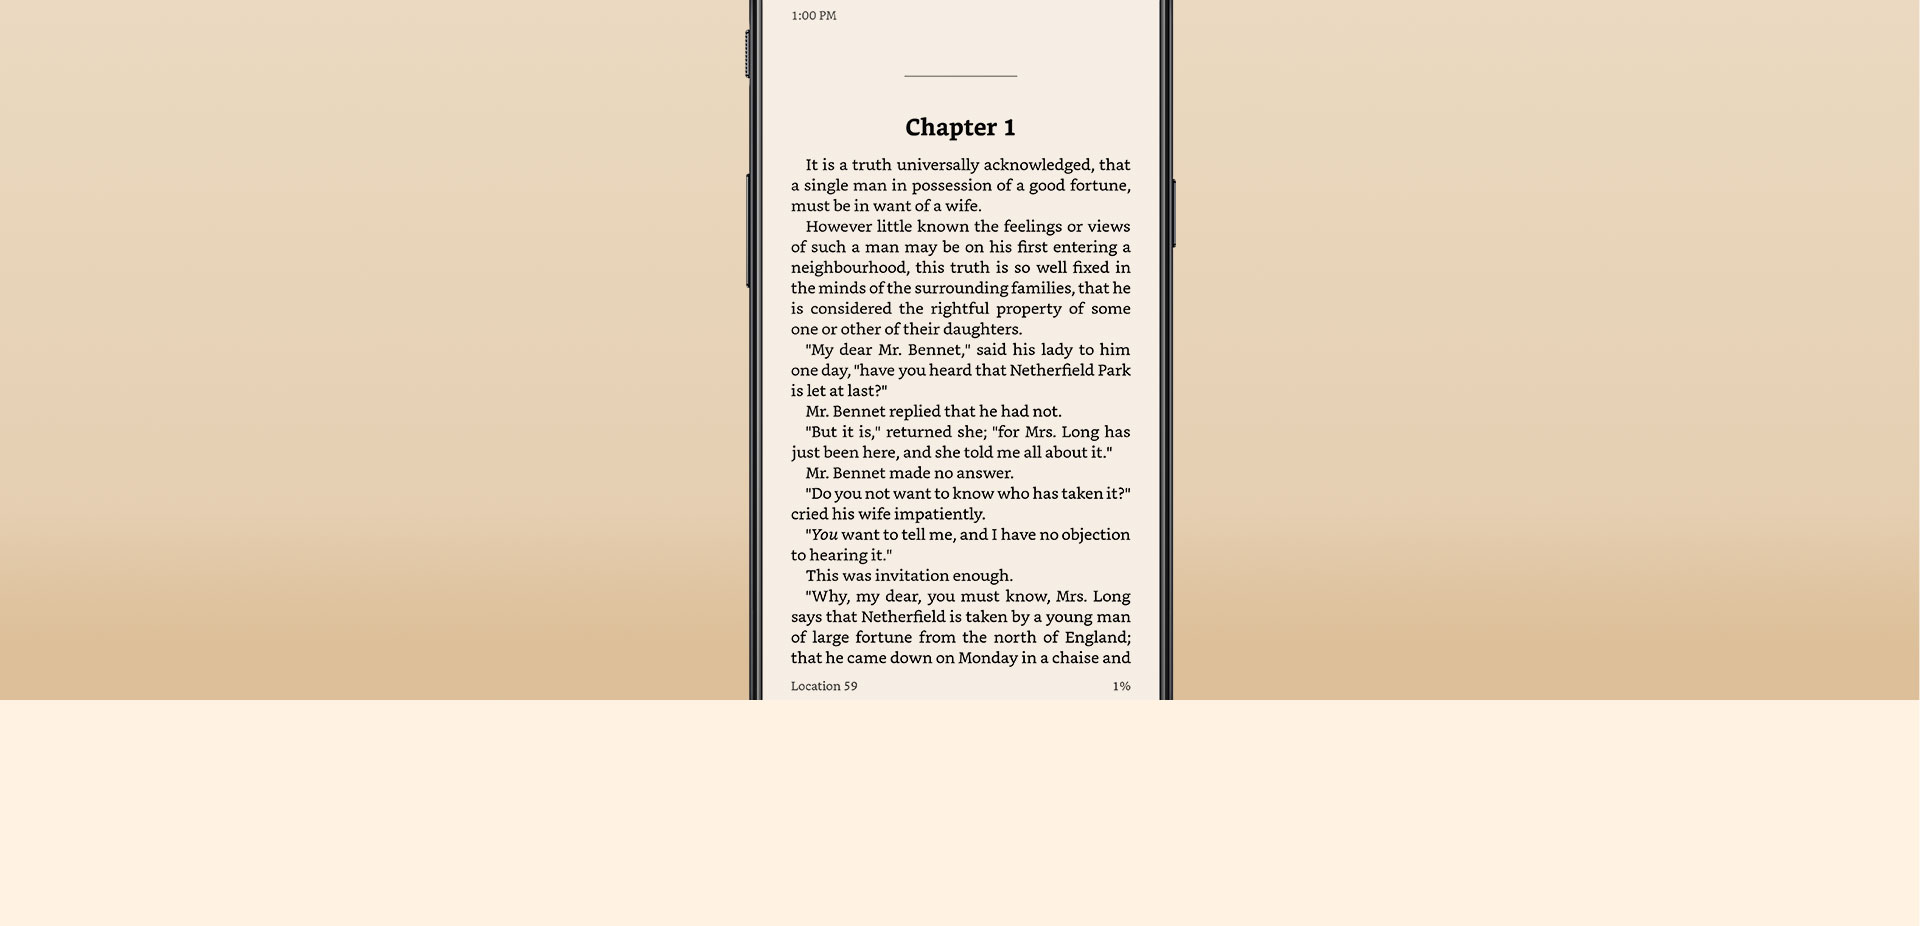 1:00 PM
Chapter 1
It is a truth universally acknowledged, that
a single man in possession of a good fortune,
must be in want of a wife.
However little known the feelings or views
of such a man may be on his first entering a
neighbourhood, this truth is so well fixed in
the minds of the surrounding families, that he
is considered the rightful property of some
one or other of their daughters.
"My dear Mr. Bennet," said his lady to him
one day, "have you heard that Netherfield Park
is let at last?"
Mr. Bennet replied that he had not.
"But it is," returned she; "for Mrs. Long has
just been here, and she told me all about it."
Mr. Bennet made no answer.
"Do you not want to know who has taken it?"
cried his wife impatiently.
"You want to tell me, and I have no objection
to hearing it."
This was invitation enough.
"Why, my dear, you must know, Mrs. Long
says that Netherfield is taken by a young man
of large fortune from the north of England;
that he came down on Monday in a chaise and
Location 59 1%